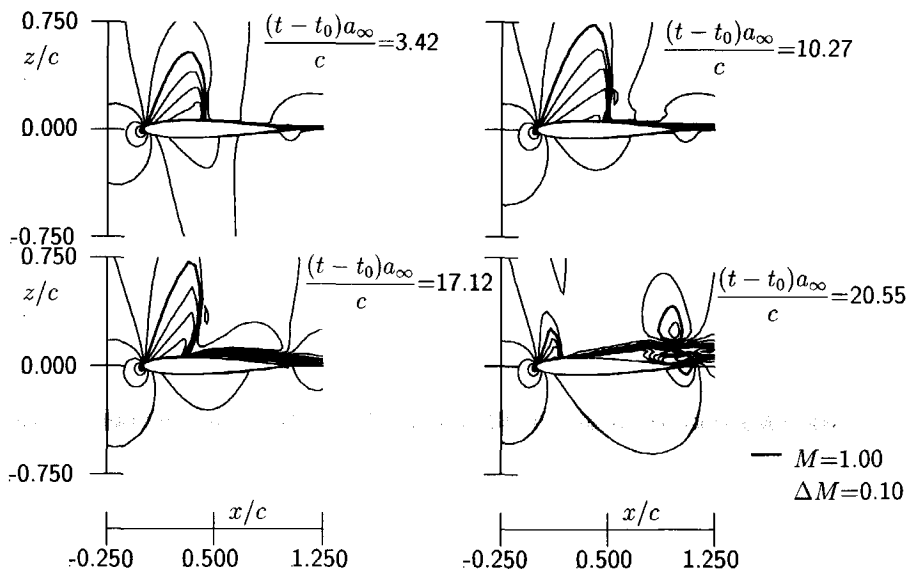 0.750
z/c
0.000
-0.750
(t − t₀)a∞ / c =3.42
(t − t₀)a∞ / c =10.27
0.750
z/c
0.000
-0.750
(t − t₀)a∞ / c =17.12
(t − t₀)a∞ / c =20.55
M=1.00
ΔM=0.10
x/c
-0.250 0.500 1.250
x/c
-0.250 0.500 1.250